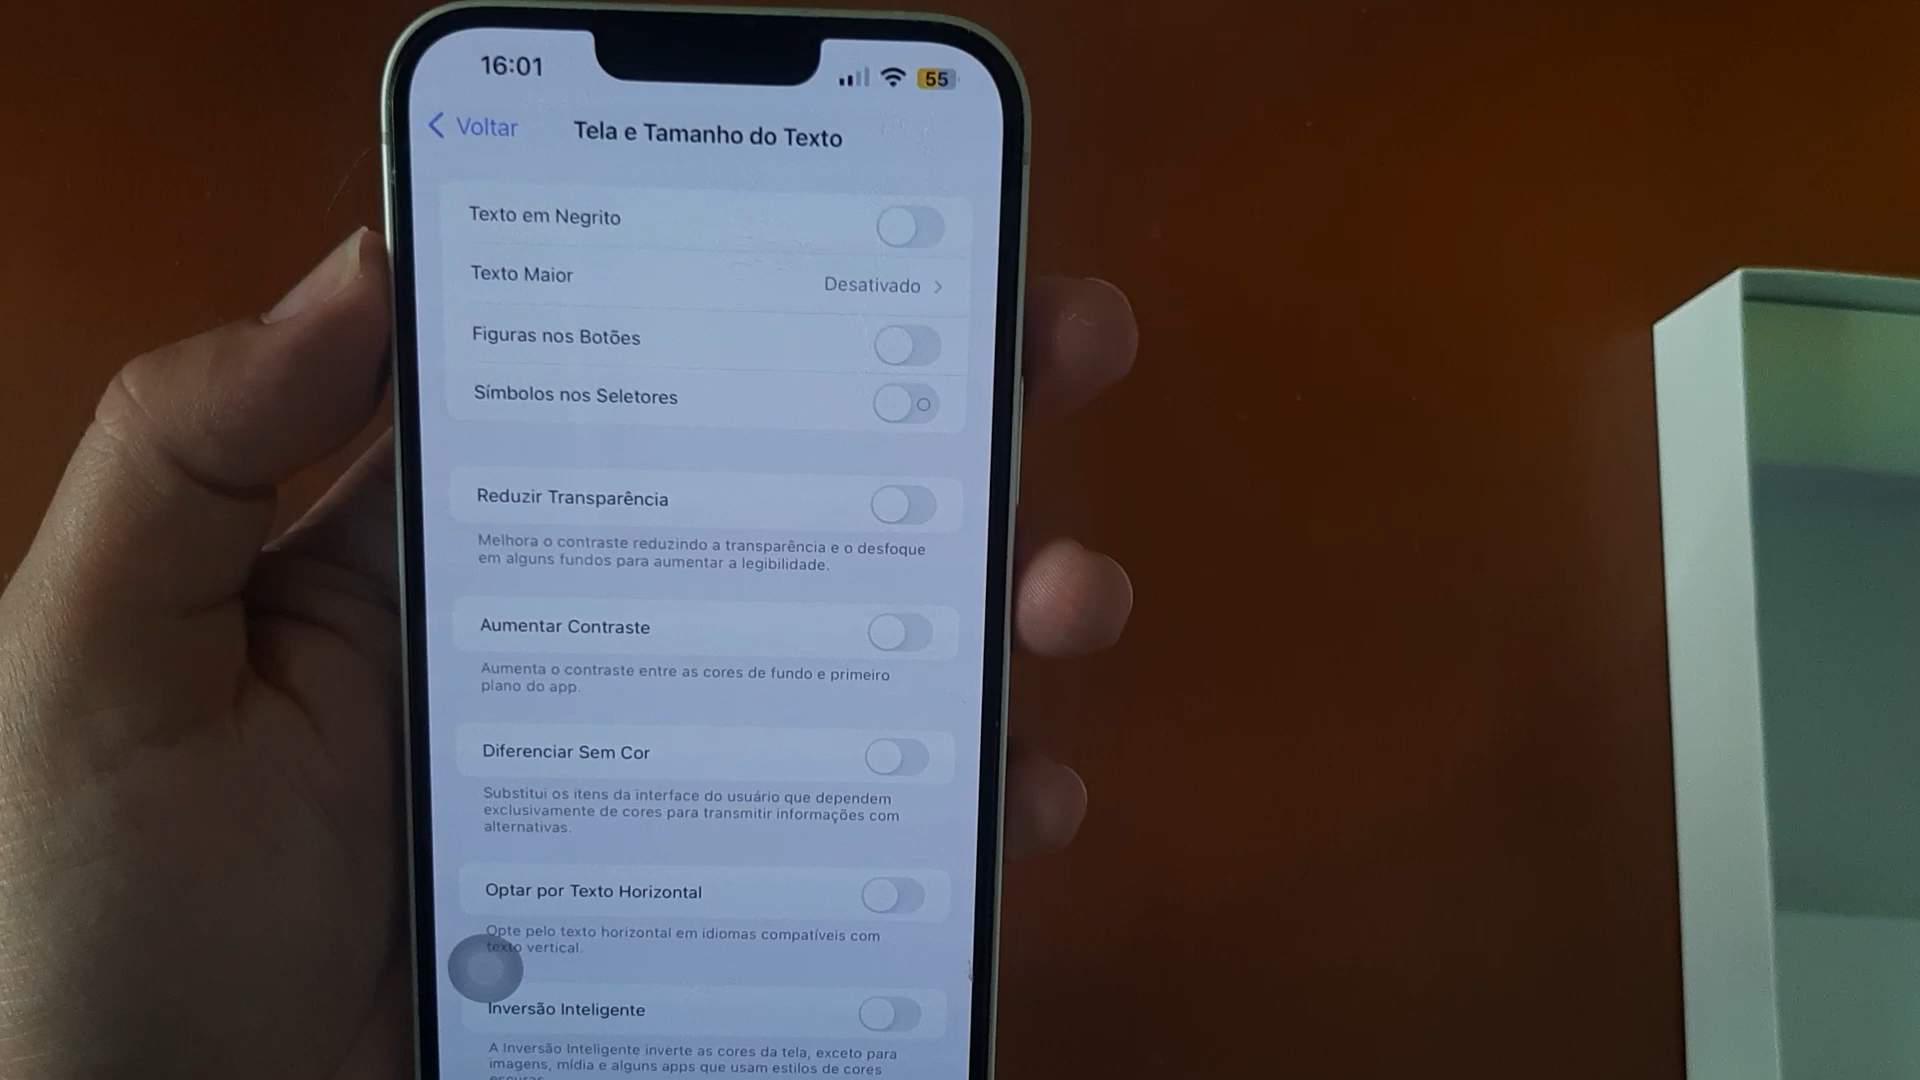 16:01
55
Voltar
Tela e Tamanho do Texto
Texto em Negrito
Texto Maior
Desativado
Figuras nos Botões
Símbolos nos Seletores
Reduzir Transparência
Melhora o contraste reduzindo a transparência e o desfoque
em alguns fundos para aumentar a legibilidade.
Aumentar Contraste
Aumenta o contraste entre as cores de fundo e primeiro
plano do app.
Diferenciar Sem Cor
Substitui os itens da interface do usuário que dependem
exclusivamente de cores para transmitir informações com
alternativas.
Optar por Texto Horizontal
Opte pelo texto horizontal em idiomas compatíveis com
texto vertical.
Inversão Inteligente
A Inversão Inteligente inverte as cores da tela, exceto para
imagens, mídia e alguns apps que usam estilos de cores